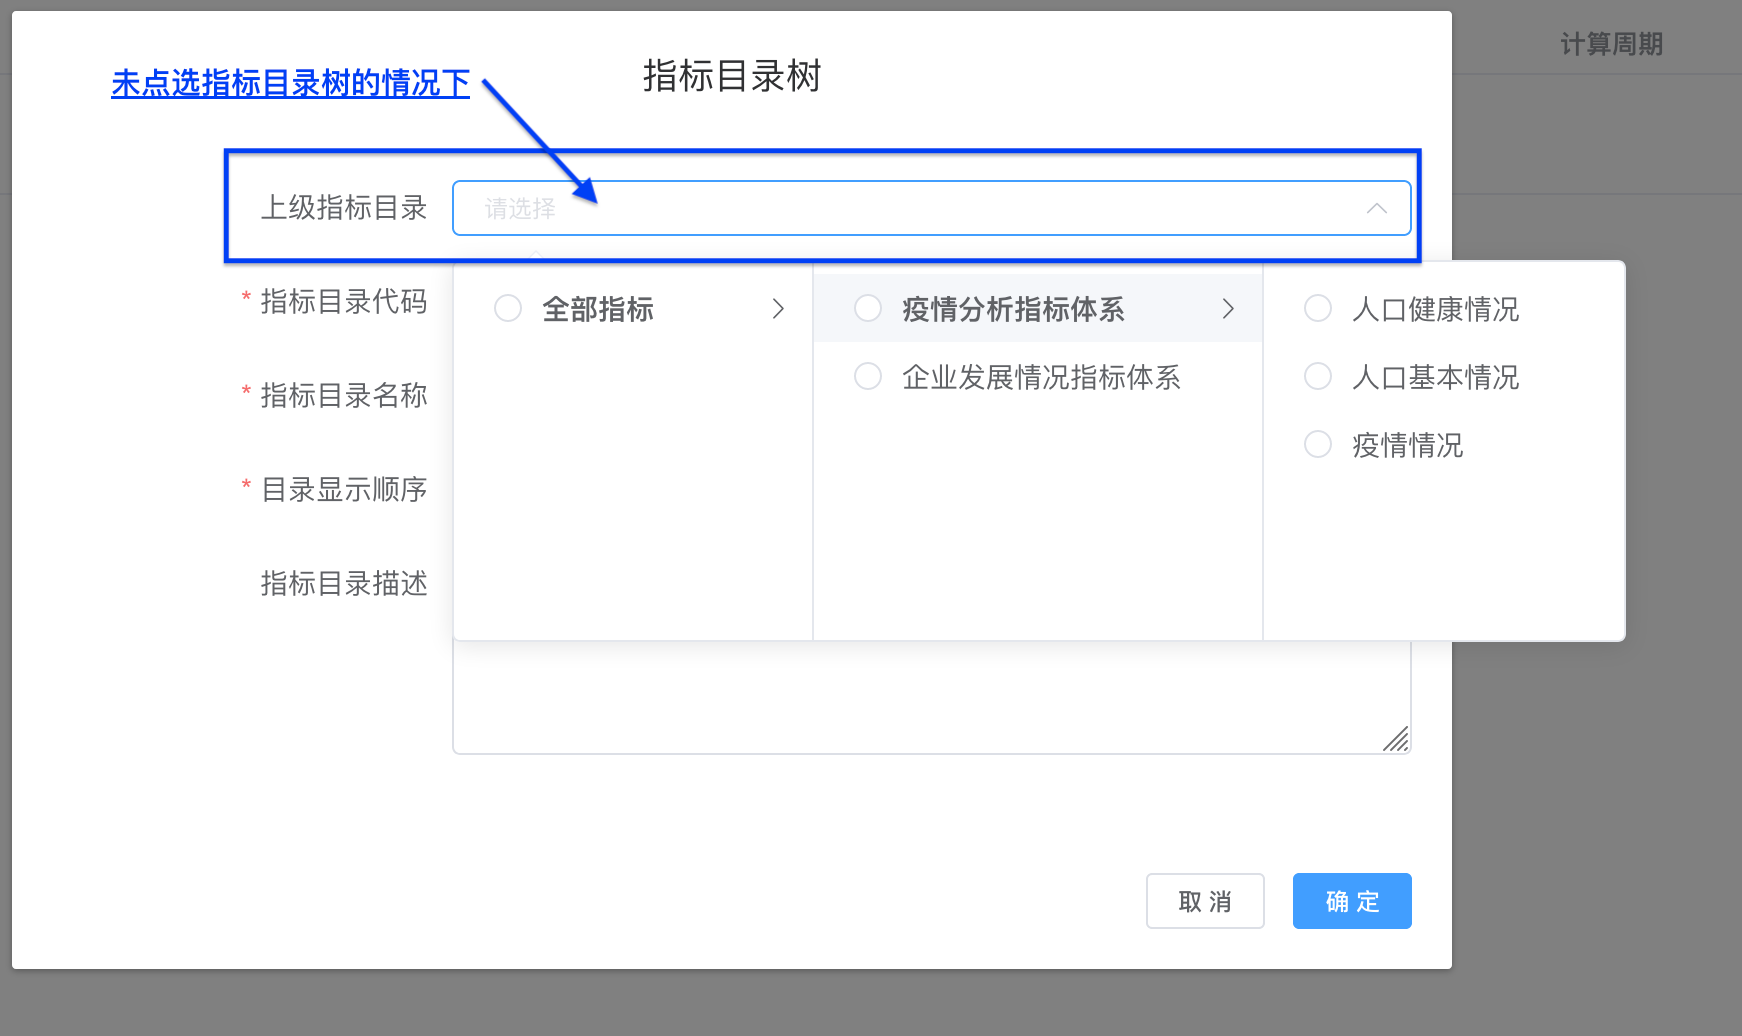 计算周期
未点选指标目录树的情况下
指标目录树
上级指标目录
请选择
* 指标目录代码
全部指标
疫情分析指标体系
人口健康情况
企业发展情况指标体系
人口基本情况
* 指标目录名称
疫情情况
* 目录显示顺序
指标目录描述
取 消
确 定